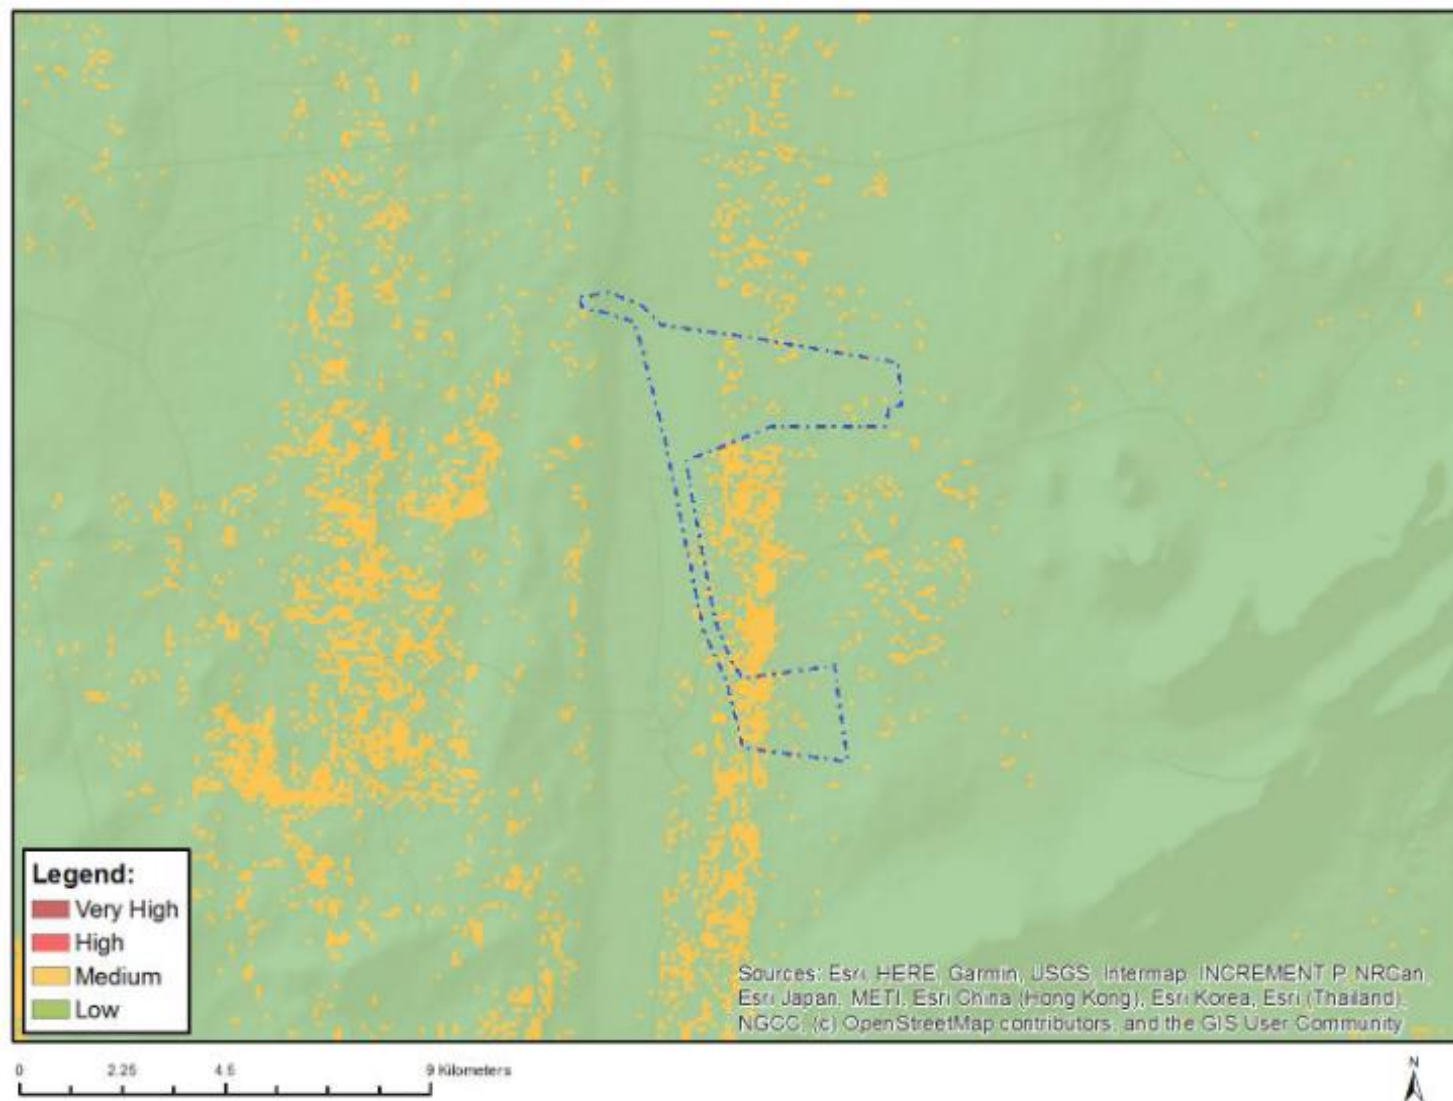 Legend:
Very High
High
Medium
Low
Sources: Esri, HERE, Garmin, USGS, Intermap, INCREMENT P, NRCan,
Esri Japan, METI, Esri China (Hong Kong), Esri Korea, Esri (Thailand),
NGCC, (c) OpenStreetMap contributors, and the GIS User Community
0 2.25 4.5 9 Kilometers
N